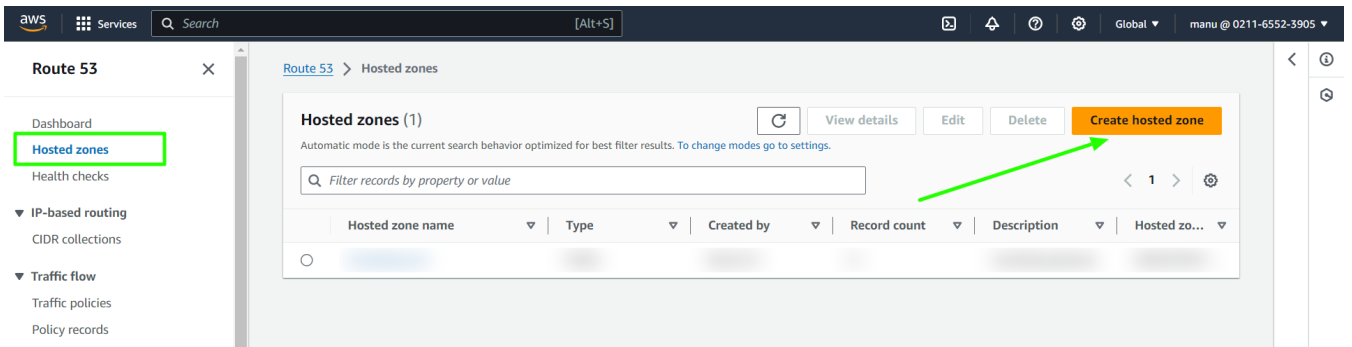 aws Services Search [Alt+S] Global ▼ manu @ 0211-6552-3905 ▼
Route 53
Dashboard
Hosted zones
Health checks
▼ IP-based routing
CIDR collections
▼ Traffic flow
Traffic policies
Policy records
Route 53 > Hosted zones
Hosted zones (1) View details Edit Delete Create hosted zone
Automatic mode is the current search behavior optimized for best filter results. To change modes go to settings.
Filter records by property or value < 1 >
Hosted zone name Type Created by Record count Description Hosted zo...